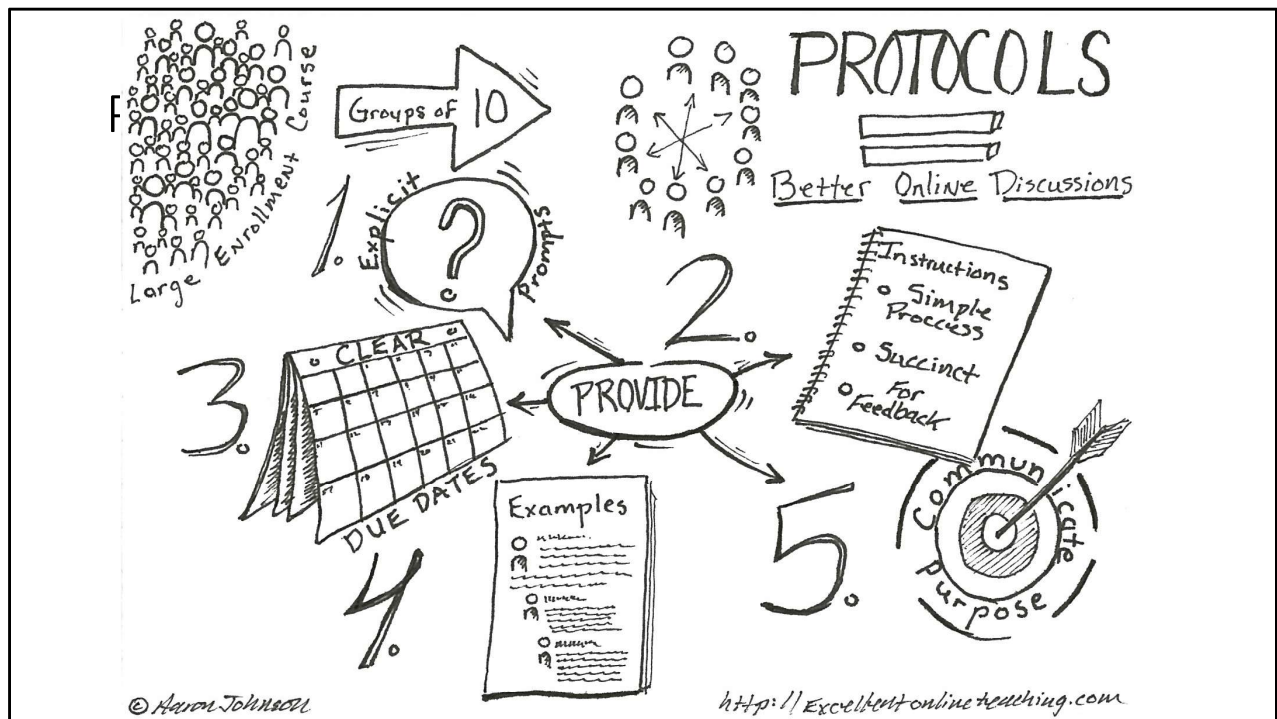 Large Enrollment Course
Groups of 10
PROTOCOLS
=
Better Online Discussions
1.
Explicit
?
Prompts
2.
Instructions
Simple
Proccess
Succinct
For
Feedback
3.
CLEAR
DUE DATES
PROVIDE
4.
Examples
5.
Communicate
Purpose
© Aaron Johnson
http://Excellentonlineteaching.com